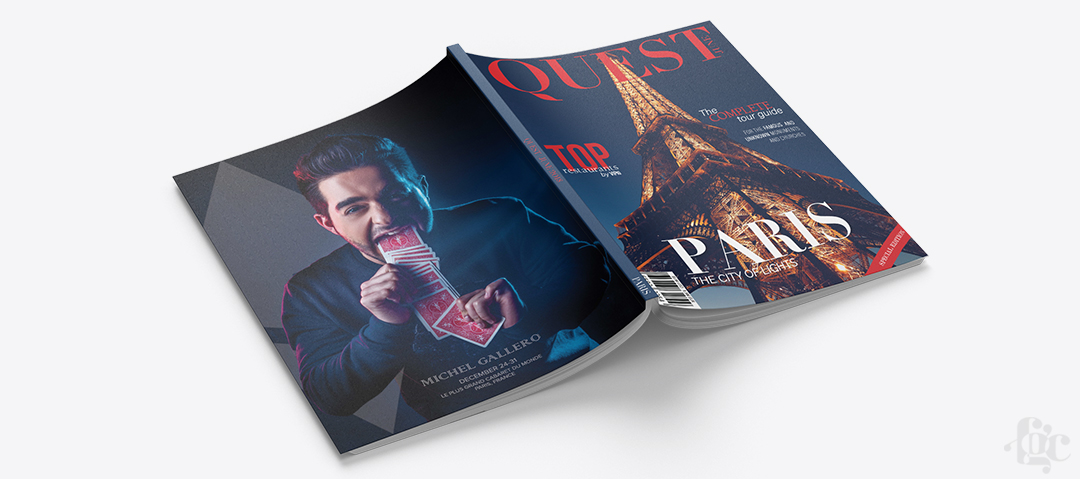 QUEST
The
COMPLETE
tour guide
FOR THE FAMOUS AND
UNKNOWN MONUMENTS
AND CHURCHES
TOP
restaurants
by VPG
PARIS
THE CITY OF LIGHTS
SPECIAL EDITION
PARIS
MICHEL GALLERO
DECEMBER 24-31
LE PLUS GRAND CABARET DU MONDE
PARIS, FRANCE
fgc